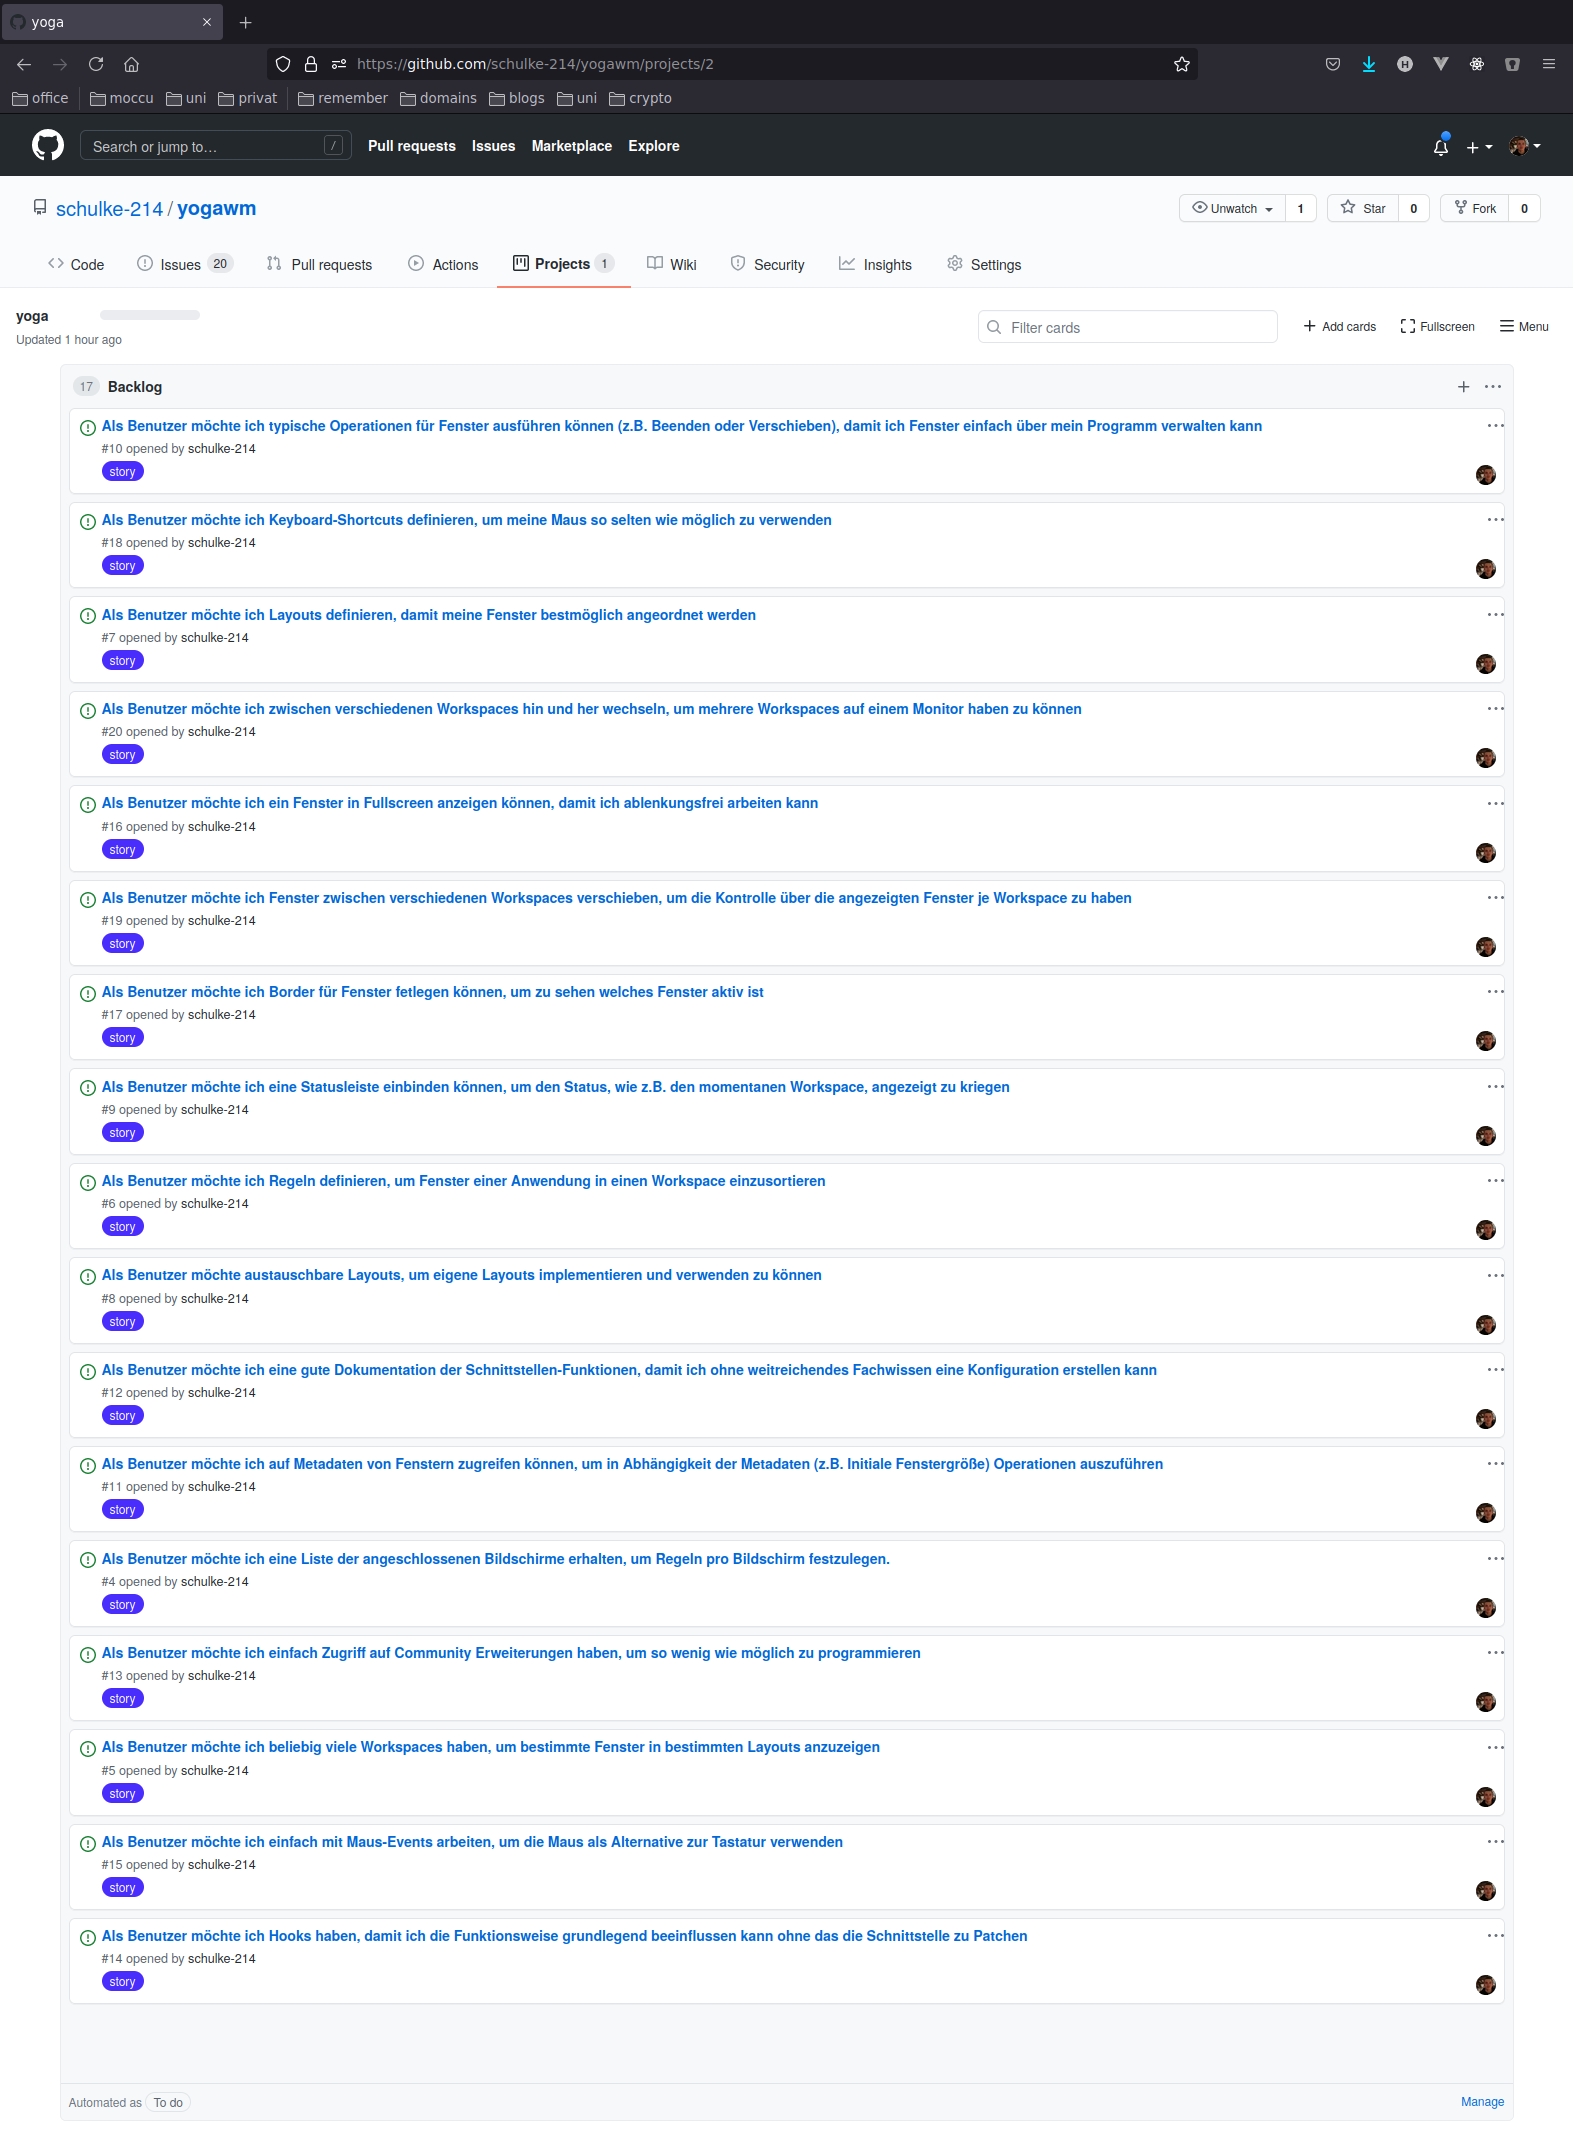 yoga
https://github.com/schulke-214/yogawm/projects/2
office moccu uni privat remember domains blogs uni crypto
Search or jump to… / Pull requests Issues Marketplace Explore
schulke-214 / yogawm Unwatch 1 Star 0 Fork 0
Code Issues 20 Pull requests Actions Projects 1 Wiki Security Insights Settings
yoga
Updated 1 hour ago
Filter cards Add cards Fullscreen Menu
17 Backlog
Als Benutzer möchte ich typische Operationen für Fenster ausführen können (z.B. Beenden oder Verschieben), damit ich Fenster einfach über mein Programm verwalten kann
#10 opened by schulke-214
story
Als Benutzer möchte ich Keyboard-Shortcuts definieren, um meine Maus so selten wie möglich zu verwenden
#18 opened by schulke-214
story
Als Benutzer möchte ich Layouts definieren, damit meine Fenster bestmöglich angeordnet werden
#7 opened by schulke-214
story
Als Benutzer möchte ich zwischen verschiedenen Workspaces hin und her wechseln, um mehrere Workspaces auf einem Monitor haben zu können
#20 opened by schulke-214
story
Als Benutzer möchte ich ein Fenster in Fullscreen anzeigen können, damit ich ablenkungsfrei arbeiten kann
#16 opened by schulke-214
story
Als Benutzer möchte ich Fenster zwischen verschiedenen Workspaces verschieben, um die Kontrolle über die angezeigten Fenster je Workspace zu haben
#19 opened by schulke-214
story
Als Benutzer möchte ich Border für Fenster fetlegen können, um zu sehen welches Fenster aktiv ist
#17 opened by schulke-214
story
Als Benutzer möchte ich eine Statusleiste einbinden können, um den Status, wie z.B. den momentanen Workspace, angezeigt zu kriegen
#9 opened by schulke-214
story
Als Benutzer möchte ich Regeln definieren, um Fenster einer Anwendung in einen Workspace einzusortieren
#6 opened by schulke-214
story
Als Benutzer möchte austauschbare Layouts, um eigene Layouts implementieren und verwenden zu können
#8 opened by schulke-214
story
Als Benutzer möchte ich eine gute Dokumentation der Schnittstellen-Funktionen, damit ich ohne weitreichendes Fachwissen eine Konfiguration erstellen kann
#12 opened by schulke-214
story
Als Benutzer möchte ich auf Metadaten von Fenstern zugreifen können, um in Abhängigkeit der Metadaten (z.B. Initiale Fenstergröße) Operationen auszuführen
#11 opened by schulke-214
story
Als Benutzer möchte ich eine Liste der angeschlossenen Bildschirme erhalten, um Regeln pro Bildschirm festzulegen.
#4 opened by schulke-214
story
Als Benutzer möchte ich einfach Zugriff auf Community Erweiterungen haben, um so wenig wie möglich zu programmieren
#13 opened by schulke-214
story
Als Benutzer möchte ich beliebig viele Workspaces haben, um bestimmte Fenster in bestimmten Layouts anzuzeigen
#5 opened by schulke-214
story
Als Benutzer möchte ich einfach mit Maus-Events arbeiten, um die Maus als Alternative zur Tastatur verwenden
#15 opened by schulke-214
story
Als Benutzer möchte ich Hooks haben, damit ich die Funktionsweise grundlegend beeinflussen kann ohne das die Schnittstelle zu Patchen
#14 opened by schulke-214
story
Automated as To do Manage